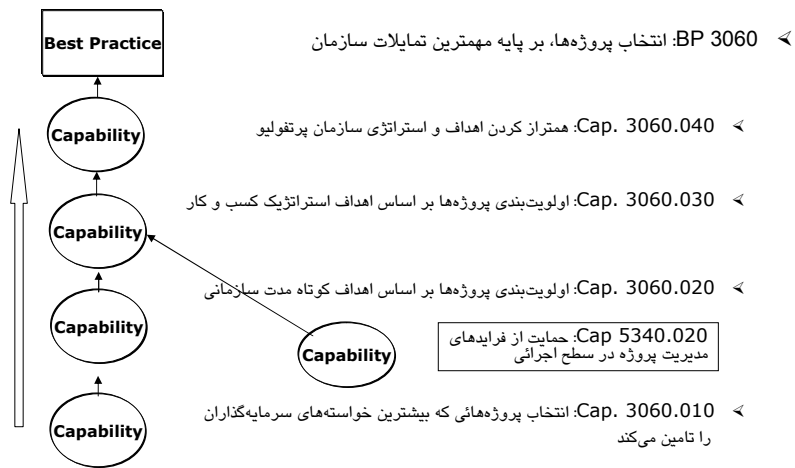 Best Practice
BP 3060: انتخاب پروژه‌ها، بر پایه مهمترین تمایلات سازمان
Capability
Cap. 3060.040: همتراز کردن اهداف و استراتژی سازمان پرتفولیو
Capability
Cap. 3060.030: اولویت‌بندی پروژه‌ها بر اساس اهداف استراتژیک کسب و کار
Capability
Cap. 3060.020: اولویت‌بندی پروژه‌ها بر اساس اهداف کوتاه مدت سازمانی
Capability
Cap 5340.020: حمایت از فرایدهای
مدیریت پروژه در سطح اجرائی
Capability
Cap. 3060.010: انتخاب پروژه‌هائی که بیشترین خواسته‌های سرمایه‌گذاران
را تامین می‌کند